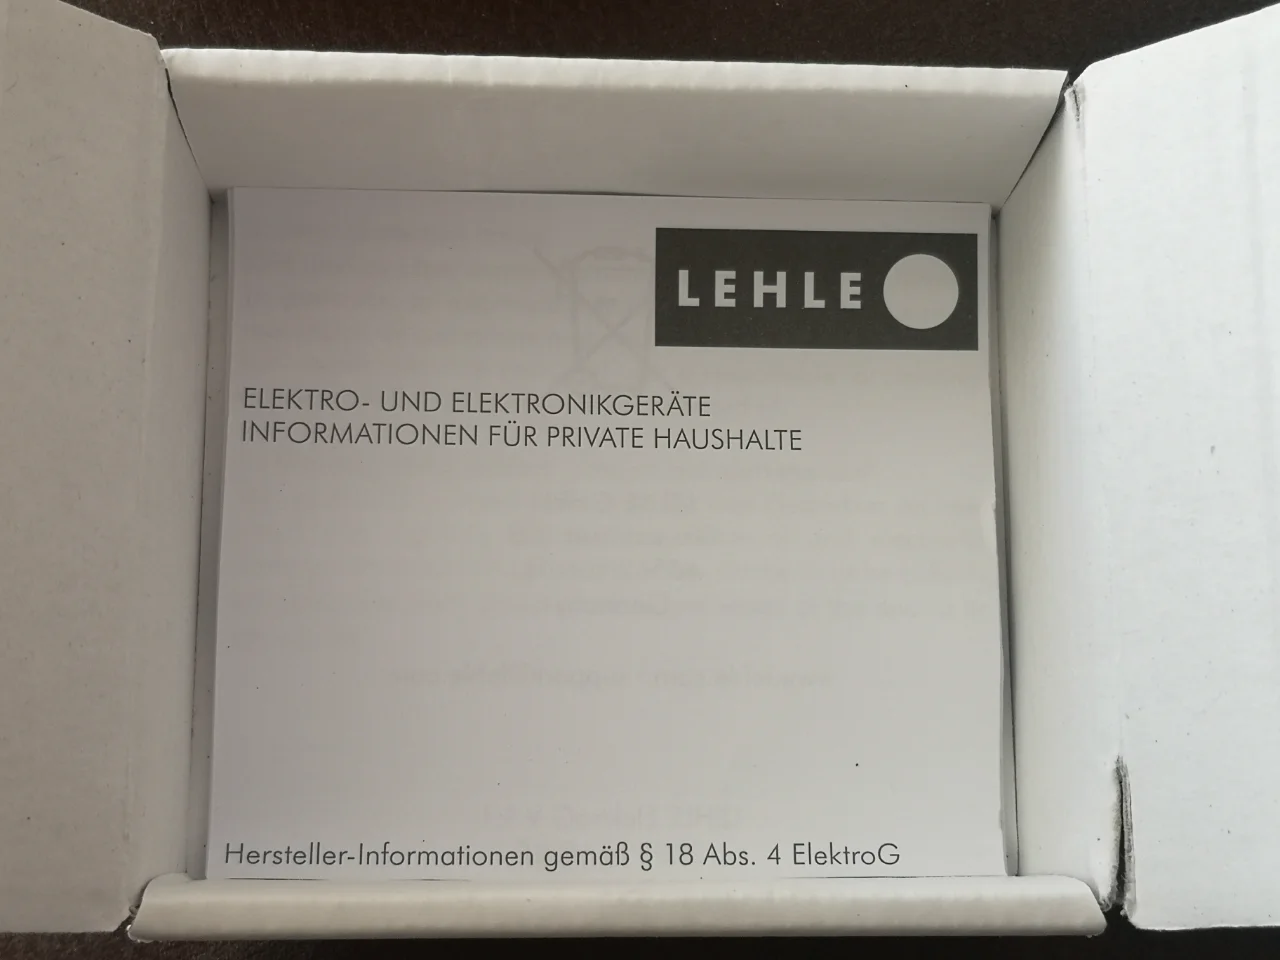 LEHLE
ELEKTRO- UND ELEKTRONIKGERÄTE
INFORMATIONEN FÜR PRIVATE HAUSHALTE
Hersteller-Informationen gemäß § 18 Abs. 4 ElektroG